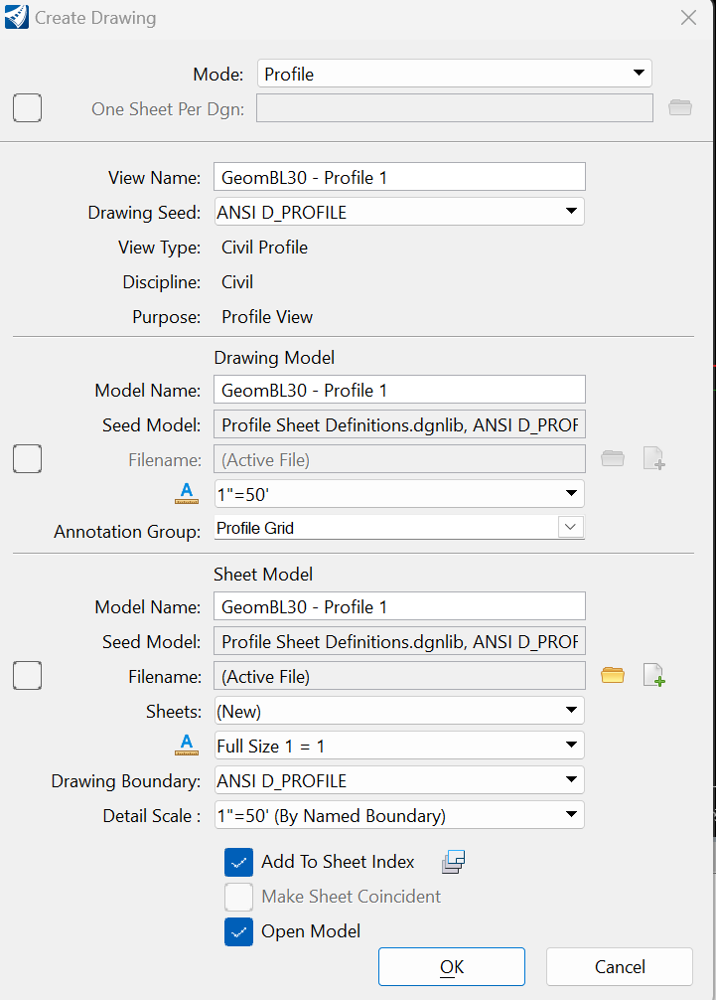 Create Drawing
Mode: Profile
One Sheet Per Dgn:
View Name: GeomBL30 - Profile 1
Drawing Seed: ANSI D_PROFILE
View Type: Civil Profile
Discipline: Civil
Purpose: Profile View
Drawing Model
Model Name: GeomBL30 - Profile 1
Seed Model: Profile Sheet Definitions.dgnlib, ANSI D_PROF
Filename: (Active File)
A 1"=50'
Annotation Group: Profile Grid
Sheet Model
Model Name: GeomBL30 - Profile 1
Seed Model: Profile Sheet Definitions.dgnlib, ANSI D_PROF
Filename: (Active File)
Sheets: (New)
A Full Size 1 = 1
Drawing Boundary: ANSI D_PROFILE
Detail Scale : 1"=50' (By Named Boundary)
Add To Sheet Index
Make Sheet Coincident
Open Model
OK Cancel